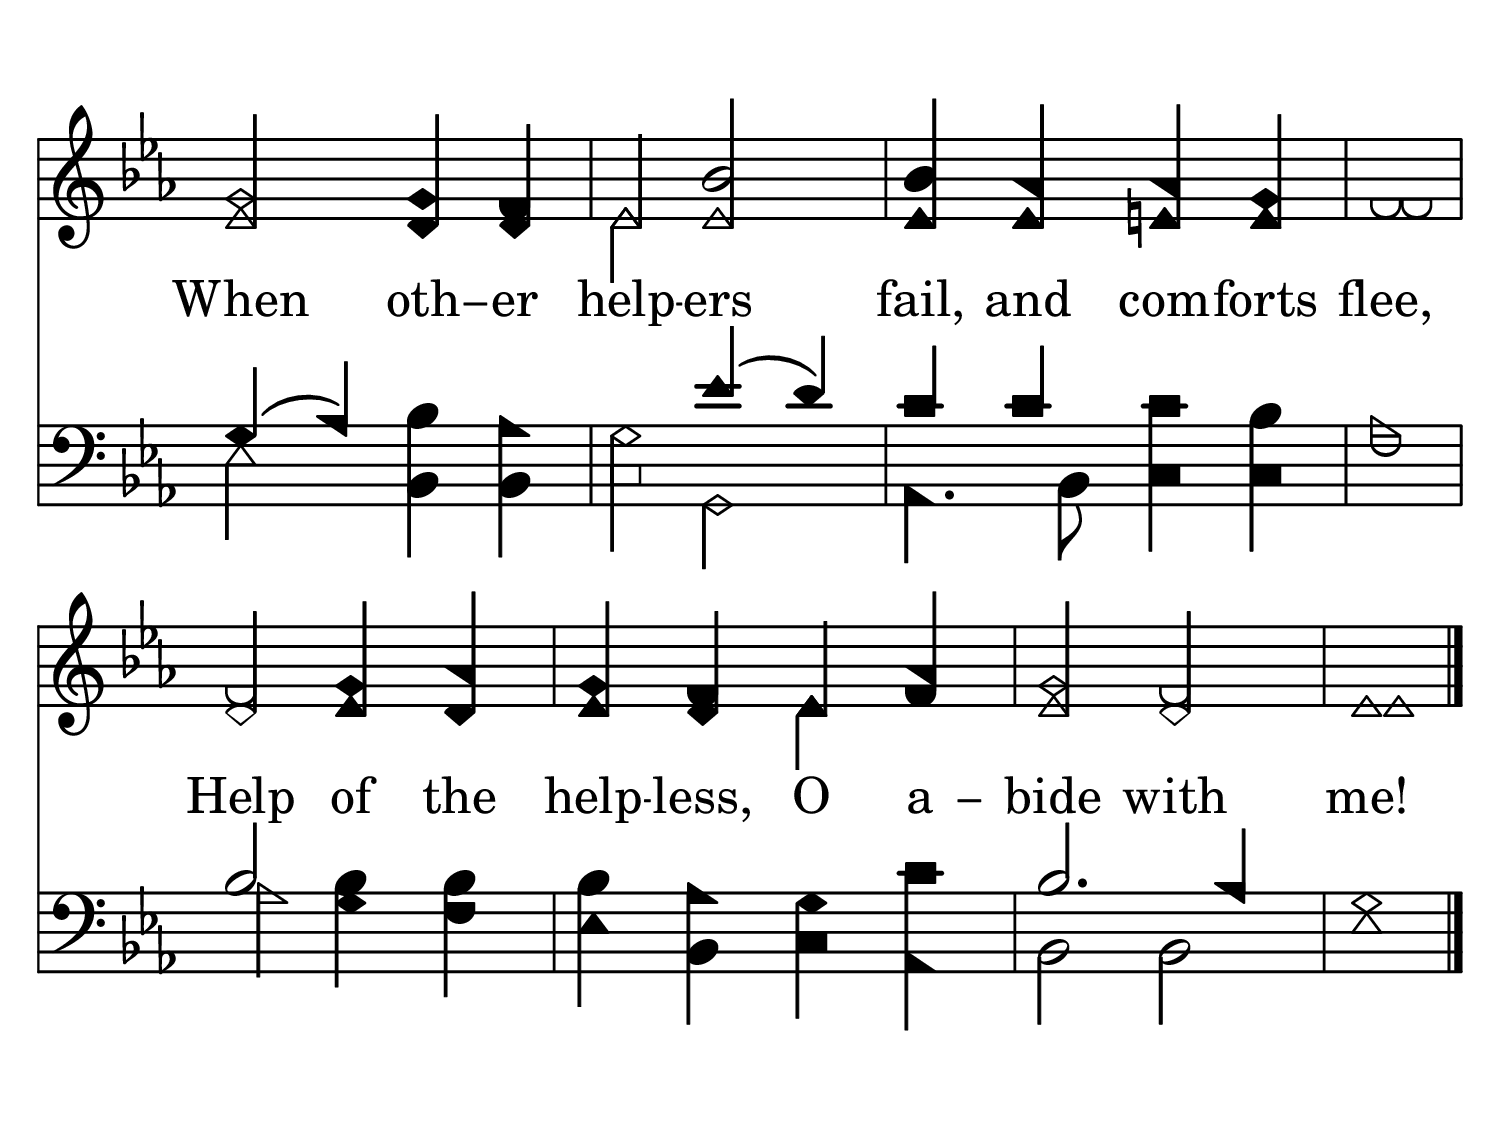 When oth–er help-ers fail, and comforts flee,
Help of the help-less, O a – bide with me!